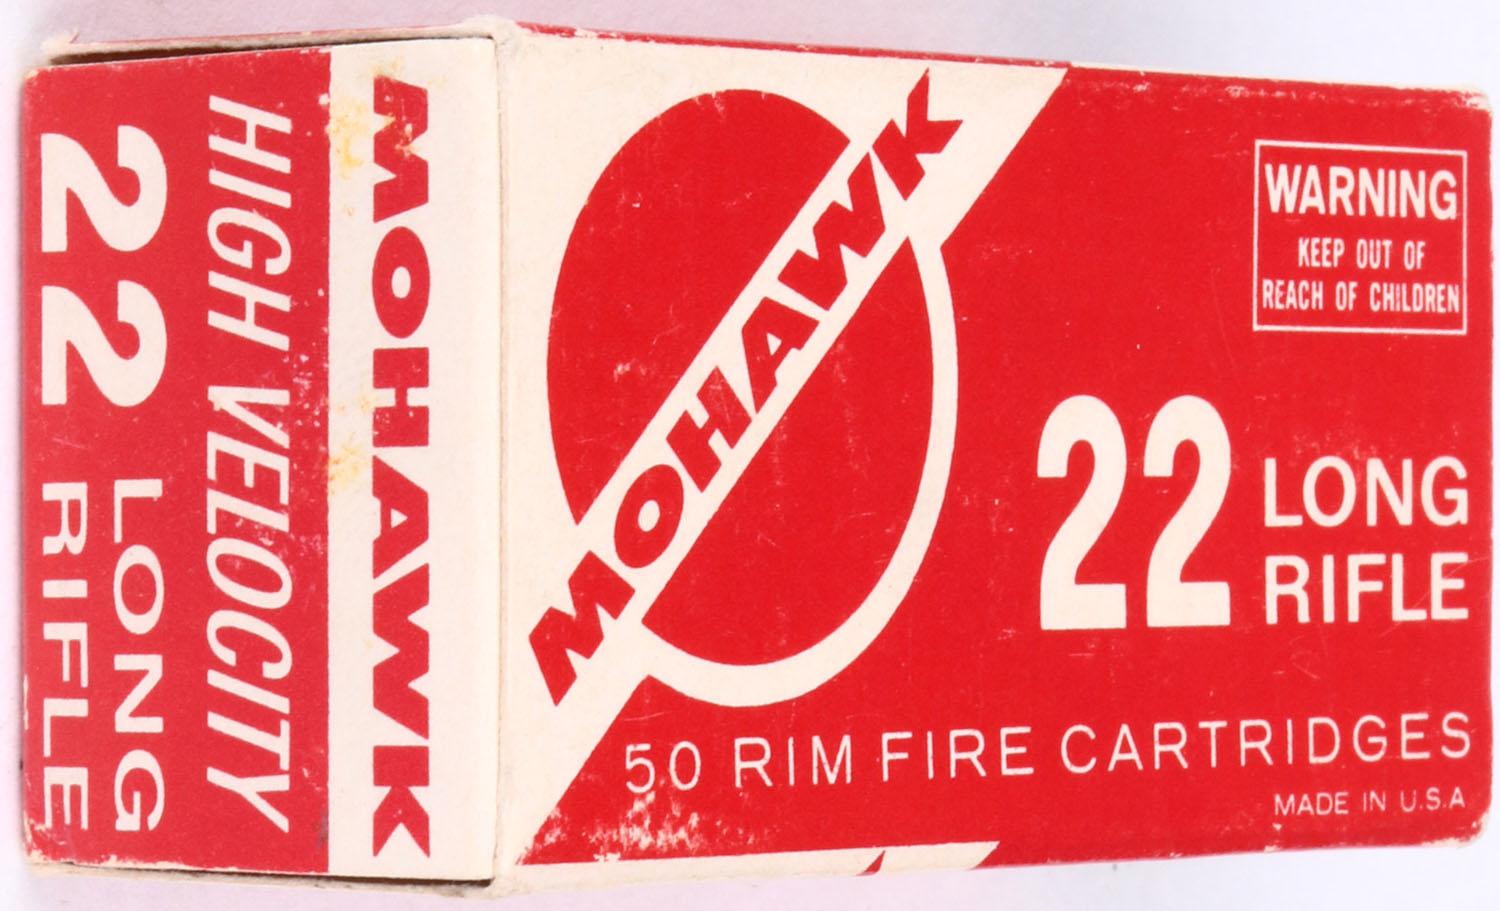 MOHAWK
HIGH VELOCITY
22 LONG
RIFLE
MOHAWK
WARNING
KEEP OUT OF
REACH OF CHILDREN
22 LONG
RIFLE
50 RIM FIRE CARTRIDGES
MADE IN U.S.A